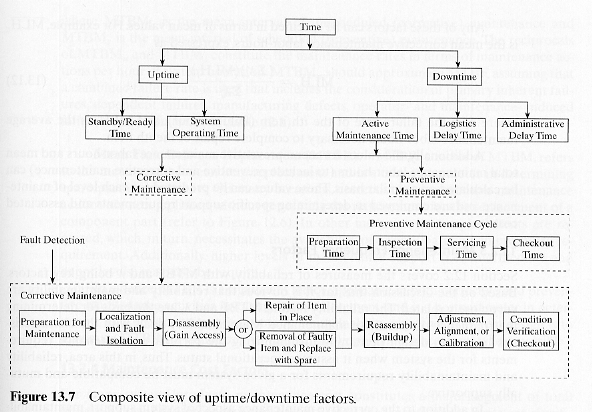 Time
Uptime
Downtime
Standby/Ready
Time
System
Operating Time
Active
Maintenance Time
Logistics
Delay Time
Administrative
Delay Time
Corrective
Maintenance
Preventive
Maintenance
Preventive Maintenance Cycle
Preparation
Time
Inspection
Time
Servicing
Time
Checkout
Time
Fault Detection
Corrective Maintenance
Preparation for
Maintenance
Localization
and Fault
Isolation
Disassembly
(Gain Access)
or
Repair of Item
in Place
Removal of Faulty
Item and Replace
with Spare
Reassembly
(Buildup)
Adjustment,
Alignment, or
Calibration
Condition
Verification
(Checkout)
Figure 13.7 Composite view of uptime/downtime factors.